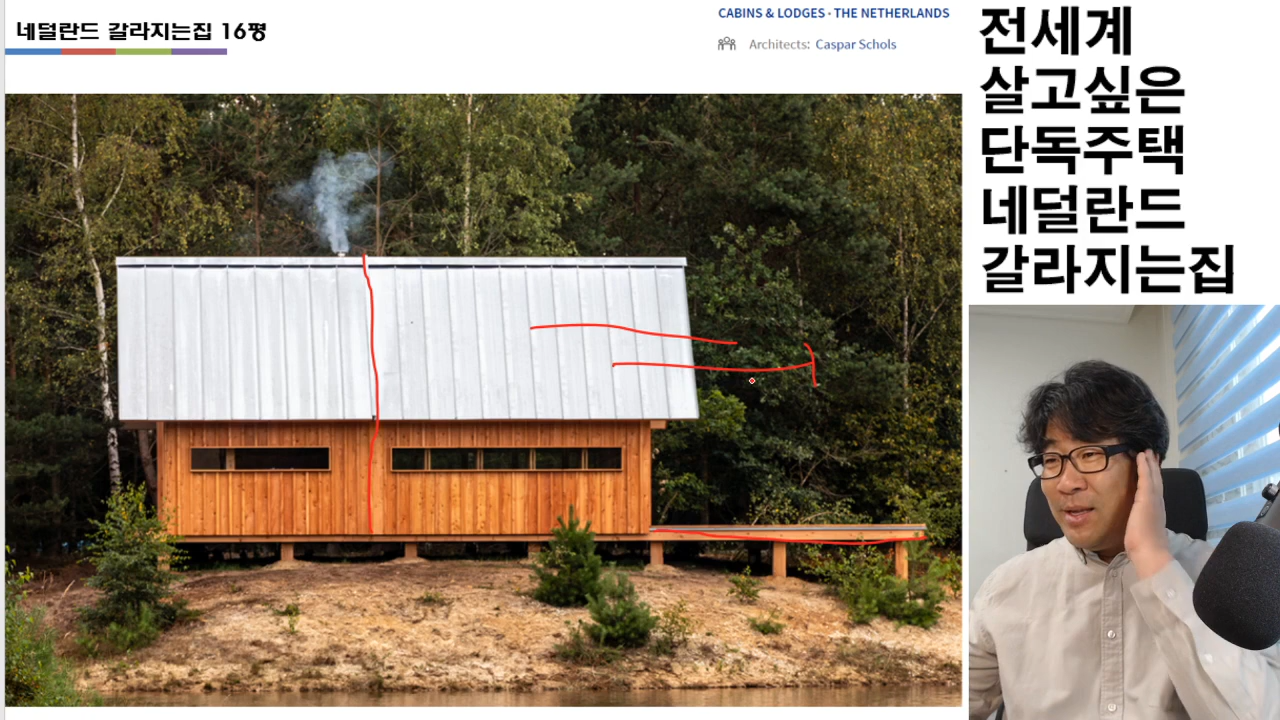 네덜란드 갈라지는집 16평
CABINS & LODGES · THE NETHERLANDS
Architects: Caspar Schols
전세계
살고싶은
단독주택
네덜란드
갈라지는집